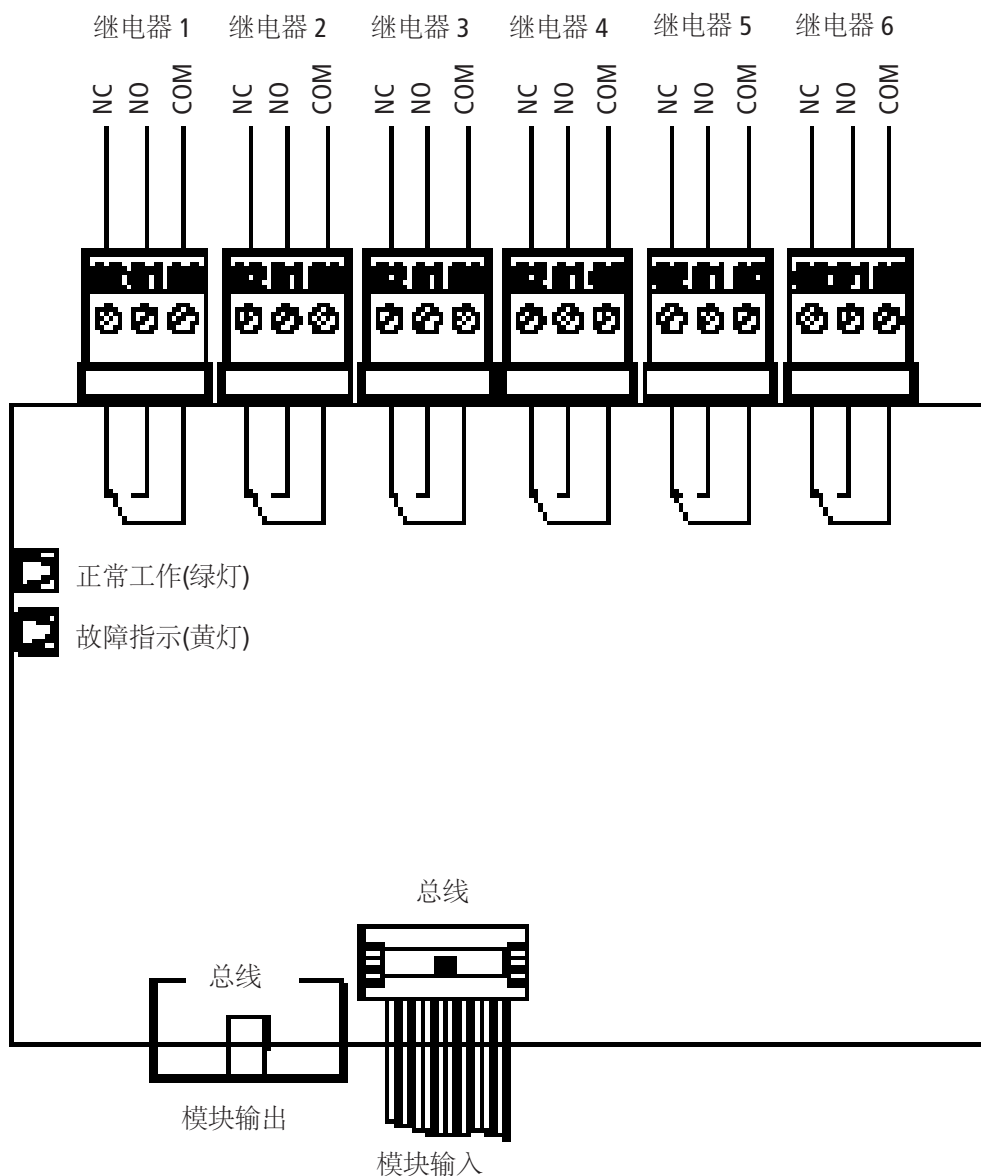 继电器 1 继电器 2 继电器 3 继电器 4 继电器 5 继电器 6
NC NO COM NC NO COM NC NO COM NC NO COM NC NO COM NC NO COM
正常工作(绿灯)
故障指示(黄灯)
总线
总线
模块输出
模块输入